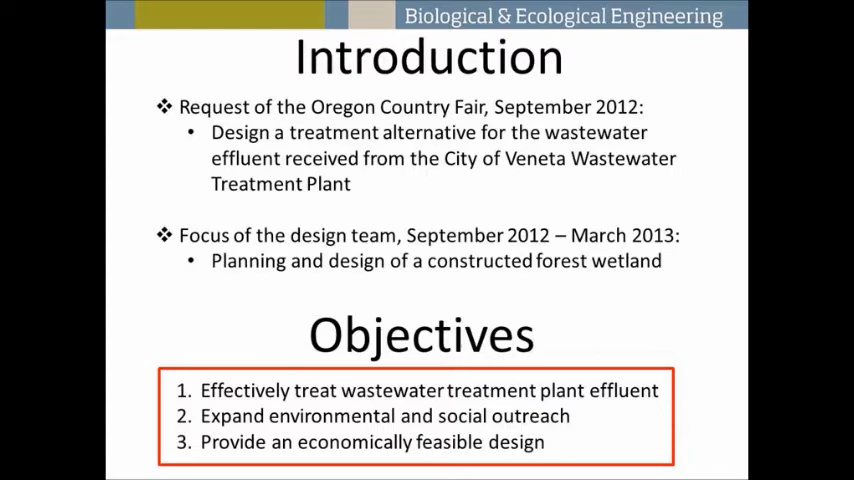 Biological & Ecological Engineering
Introduction
❖ Request of the Oregon Country Fair, September 2012:
• Design a treatment alternative for the wastewater
effluent received from the City of Veneta Wastewater
Treatment Plant
❖ Focus of the design team, September 2012 – March 2013:
• Planning and design of a constructed forest wetland
Objectives
1. Effectively treat wastewater treatment plant effluent
2. Expand environmental and social outreach
3. Provide an economically feasible design